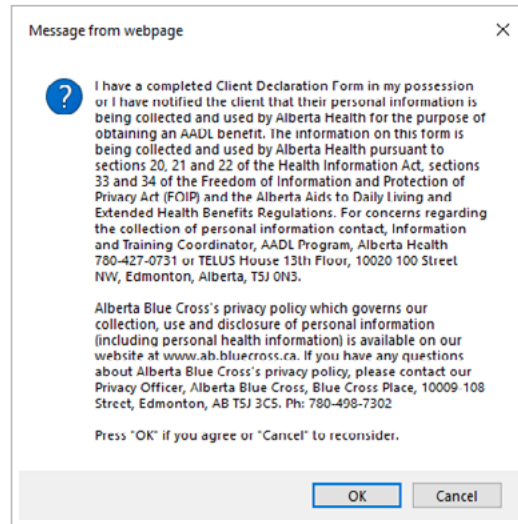 Message from webpage
I have a completed Client Declaration Form in my possession
or I have notified the client that their personal information is
being collected and used by Alberta Health for the purpose of
obtaining an AADL benefit. The information on this form is
being collected and used by Alberta Health pursuant to
sections 20, 21 and 22 of the Health Information Act, sections
33 and 34 of the Freedom of Information and Protection of
Privacy Act (FOIP) and the Alberta Aids to Daily Living and
Extended Health Benefits Regulations. For concerns regarding
the collection of personal information contact, Information
and Training Coordinator, AADL Program, Alberta Health
780-427-0731 or TELUS House 13th Floor, 10020 100 Street
NW, Edmonton, Alberta, T5J 0N3.
Alberta Blue Cross's privacy policy which governs our
collection, use and disclosure of personal information
(including personal health information) is available on our
website at www.ab.bluecross.ca. If you have any questions
about Alberta Blue Cross's privacy policy, please contact our
Privacy Officer, Alberta Blue Cross, Blue Cross Place, 10009-108
Street, Edmonton, AB T5J 3C5. Ph: 780-498-7302
Press "OK" if you agree or "Cancel" to reconsider.
OK
Cancel